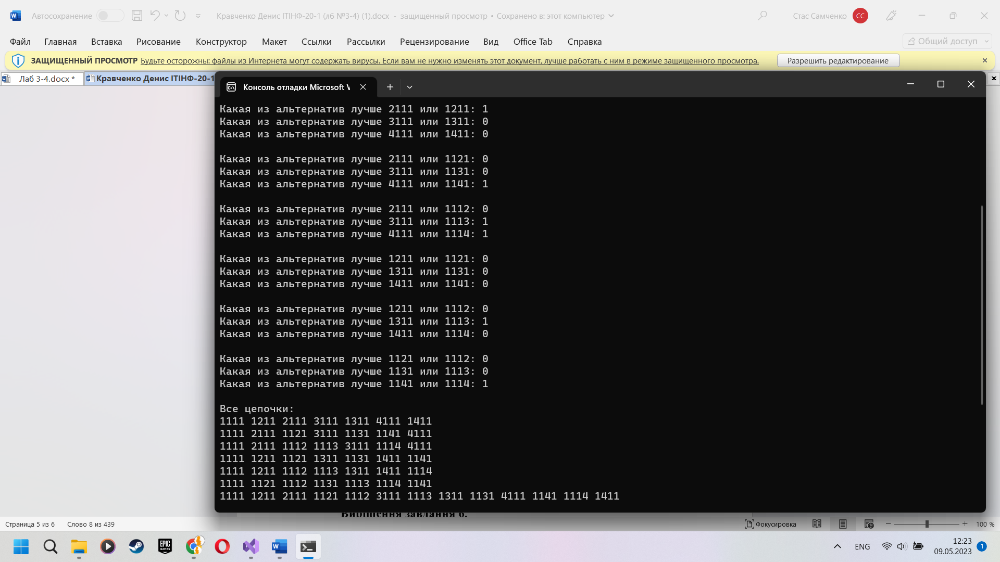 Автосохранение
Кравченко Денис ІТІНФ-20-1 (лб №3-4) (1).docx - защищенный просмотр • Сохранено в: этот компьютер
Стас Самченко
СС
Файл Главная Вставка Рисование Конструктор Макет Ссылки Рассылки Рецензирование Вид Office Tab Справка
Общий доступ
ЗАЩИЩЕННЫЙ ПРОСМОТР Будьте осторожны: файлы из Интернета могут содержать вирусы. Если вам не нужно изменять этот документ, лучше работать с ним в режиме защищенного просмотра.
Разрешить редактирование
Лаб 3-4.docx *
Кравченко Денис ІТІНФ-20-1
Консоль отладки Microsoft V
Какая из альтернатив лучше 2111 или 1211: 1
Какая из альтернатив лучше 3111 или 1311: 0
Какая из альтернатив лучше 4111 или 1411: 0
Какая из альтернатив лучше 2111 или 1121: 0
Какая из альтернатив лучше 3111 или 1131: 0
Какая из альтернатив лучше 4111 или 1141: 1
Какая из альтернатив лучше 2111 или 1112: 0
Какая из альтернатив лучше 3111 или 1113: 1
Какая из альтернатив лучше 4111 или 1114: 1
Какая из альтернатив лучше 1211 или 1121: 0
Какая из альтернатив лучше 1311 или 1131: 0
Какая из альтернатив лучше 1411 или 1141: 0
Какая из альтернатив лучше 1211 или 1112: 0
Какая из альтернатив лучше 1311 или 1113: 1
Какая из альтернатив лучше 1411 или 1114: 0
Какая из альтернатив лучше 1121 или 1112: 0
Какая из альтернатив лучше 1131 или 1113: 0
Какая из альтернатив лучше 1141 или 1114: 1
Все цепочки:
1111 1211 2111 3111 1311 4111 1411
1111 2111 1121 3111 1131 1141 4111
1111 2111 1112 1113 3111 1114 4111
1111 1211 1121 1311 1131 1411 1141
1111 1211 1112 1113 1311 1411 1114
1111 1121 1112 1131 1113 1114 1141
1111 1211 2111 1121 1112 3111 1113 1311 1131 4111 1141 1114 1411
Вирішення завдання 6.
Страница 5 из 6
Слово 8 из 439
Фокусировка
100 %
EPIC GAMES
ENG
12:23
09.05.2023
1